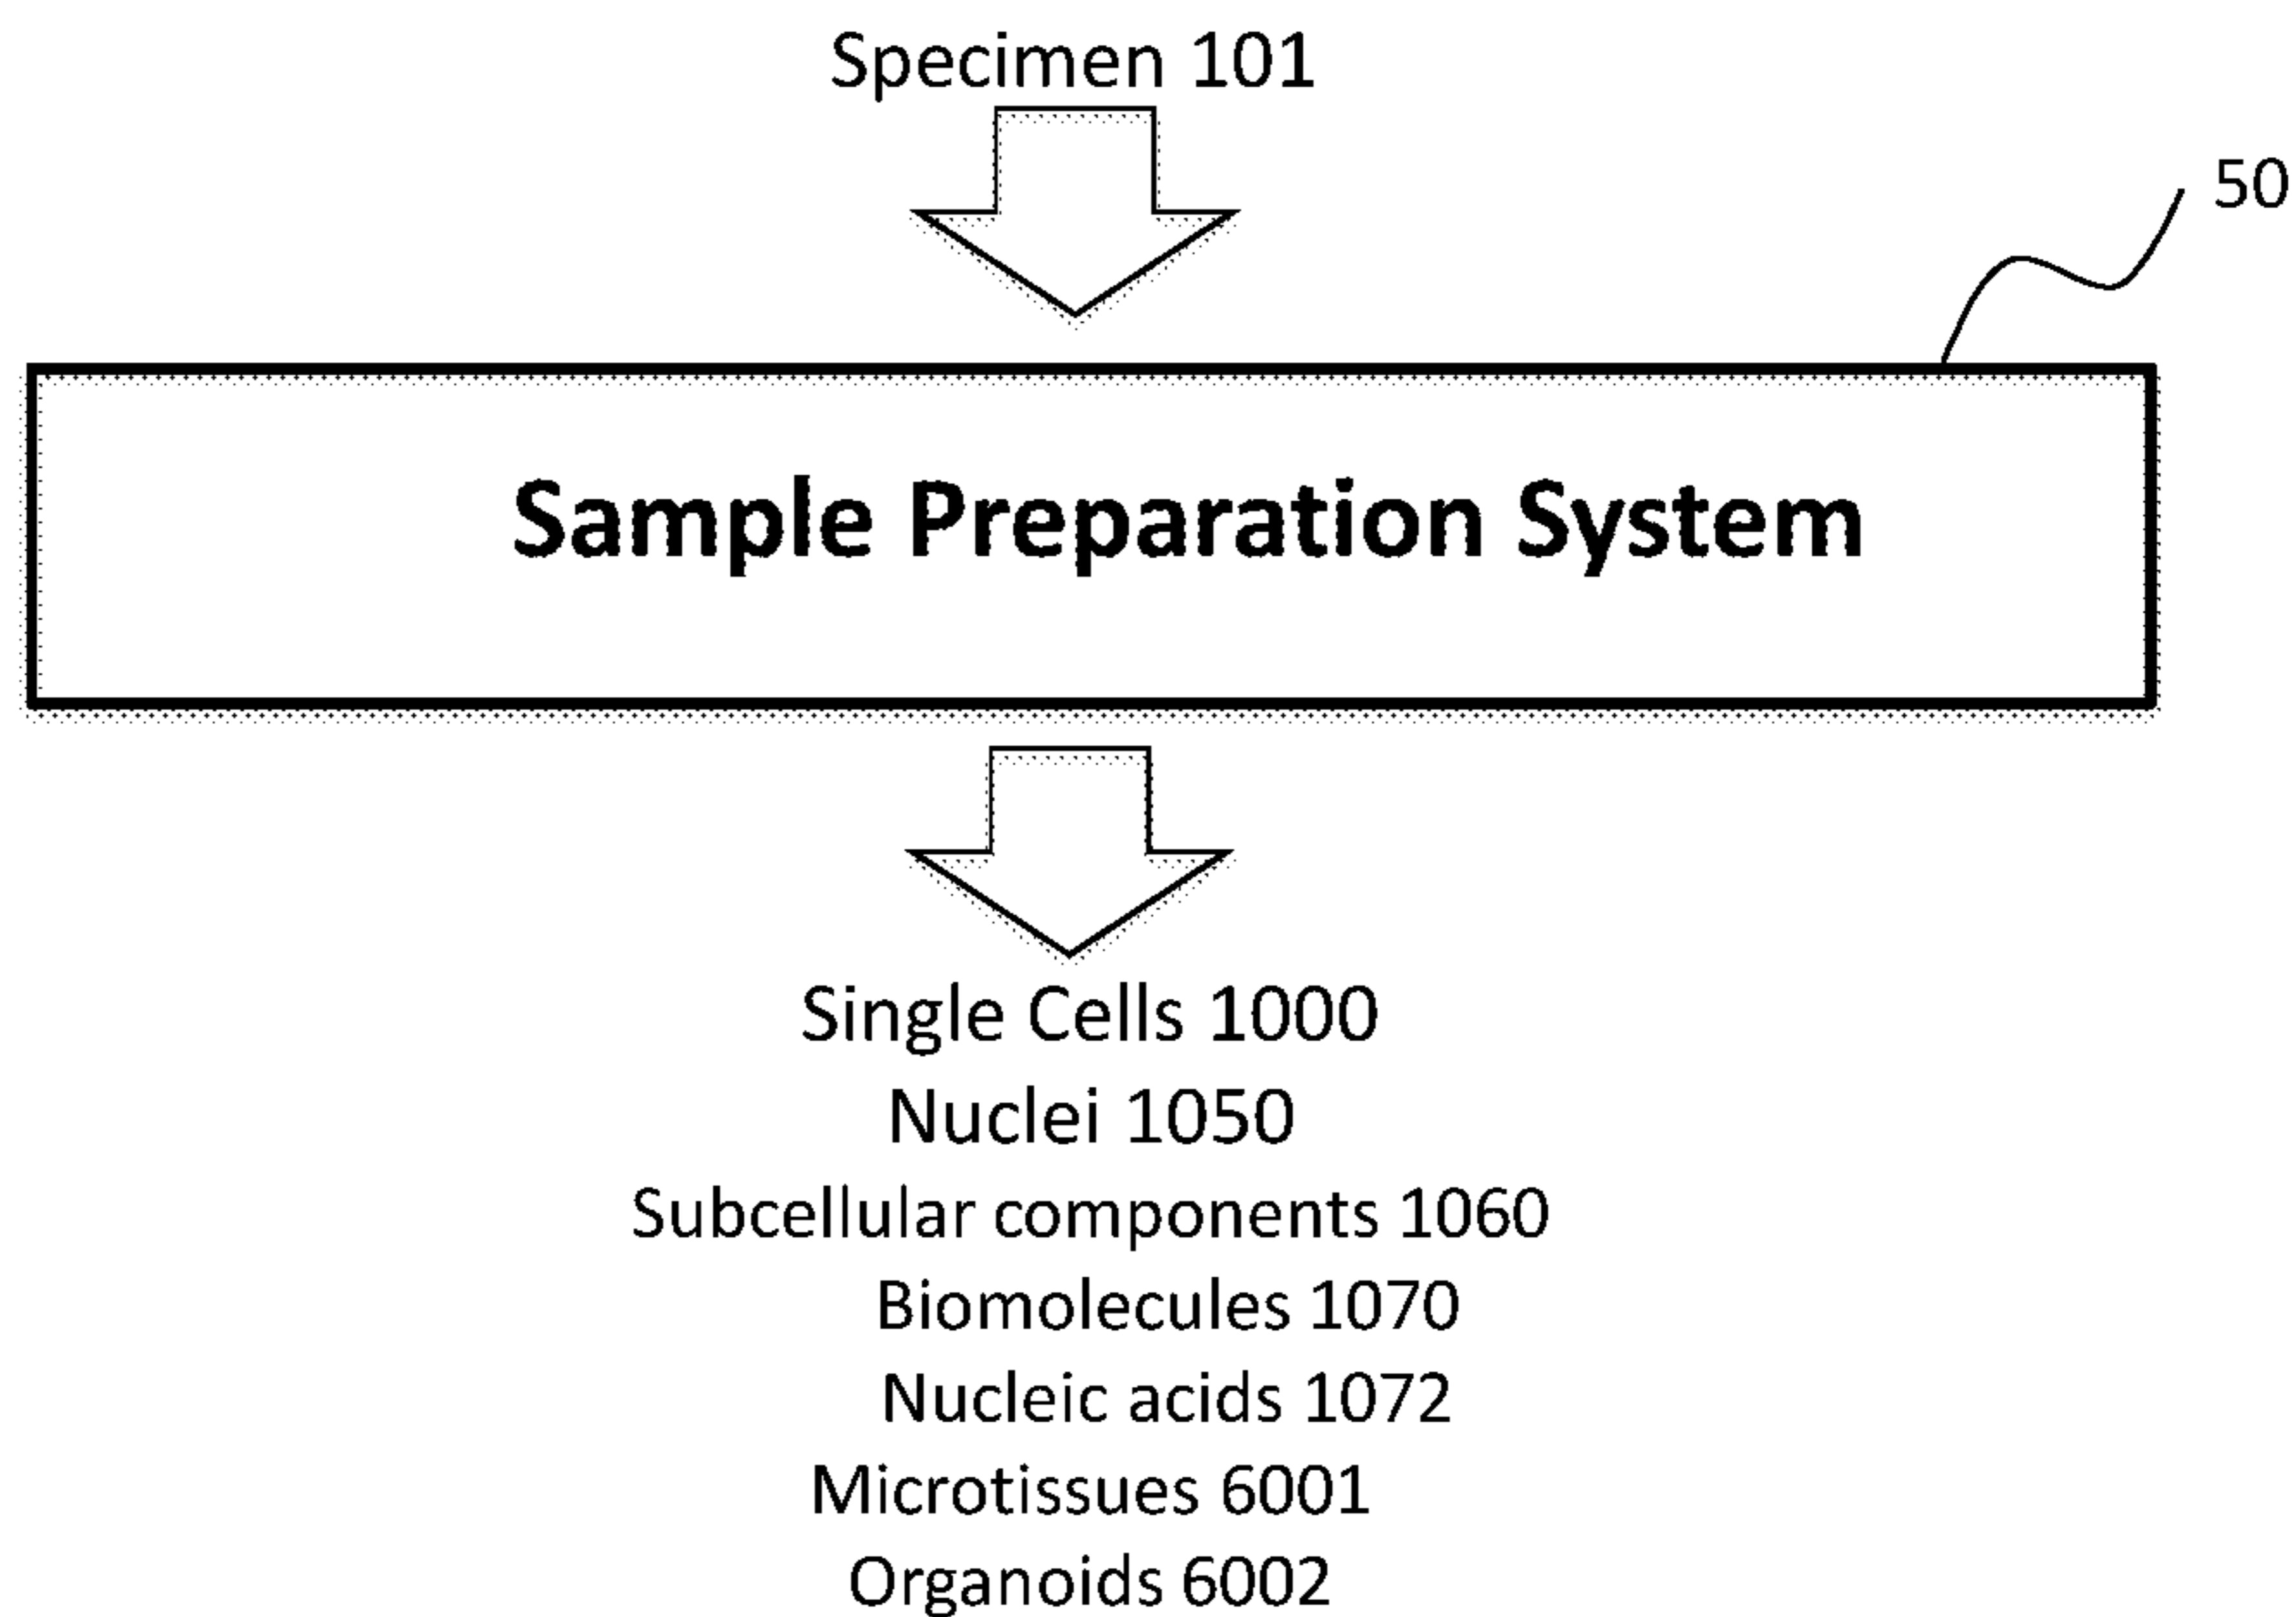 Specimen 101
50
Sample Preparation System
Single Cells 1000
Nuclei 1050
Subcellular components 1060
Biomolecules 1070
Nucleic acids 1072
Microtissues 6001
Organoids 6002